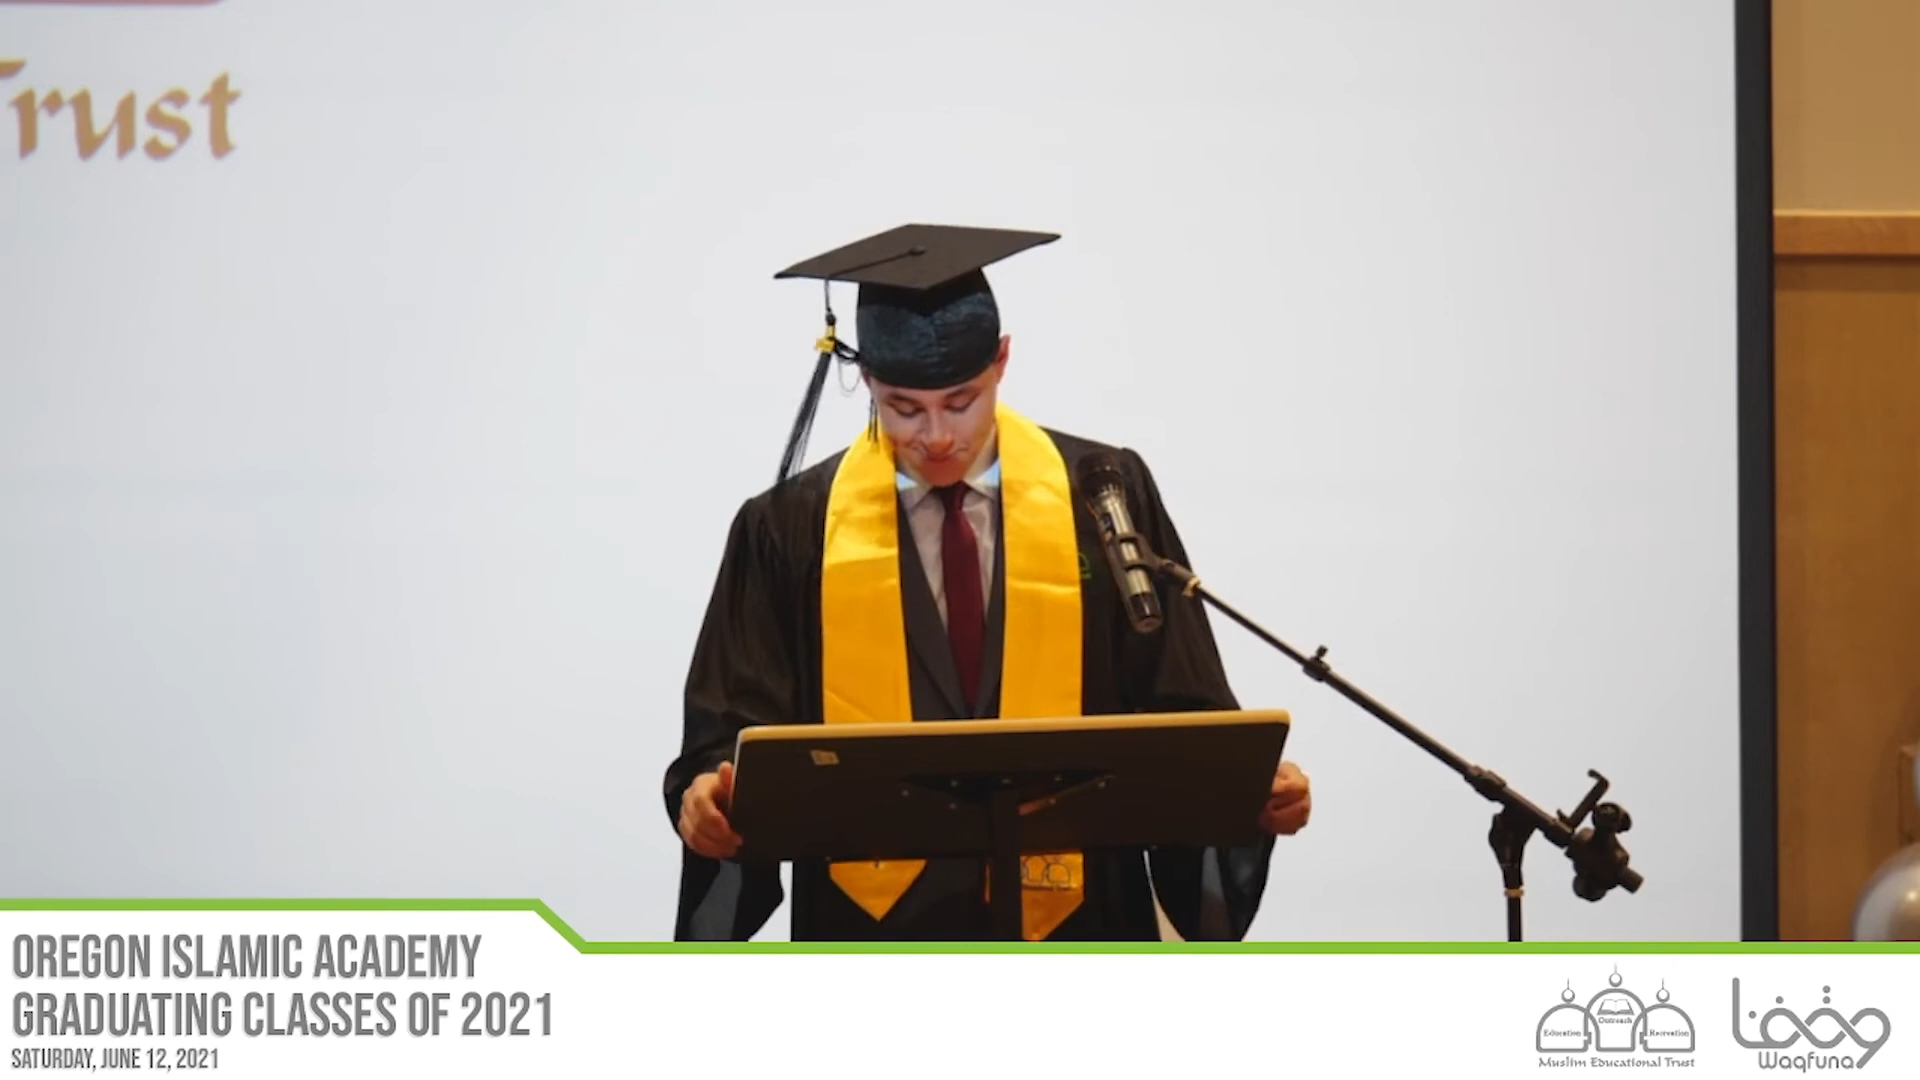 Trust
OREGON ISLAMIC ACADEMY
GRADUATING CLASSES OF 2021
SATURDAY, JUNE 12, 2021
Education
Outreach
Recreation
Muslim Educational Trust
وقفنا
Waqfuna